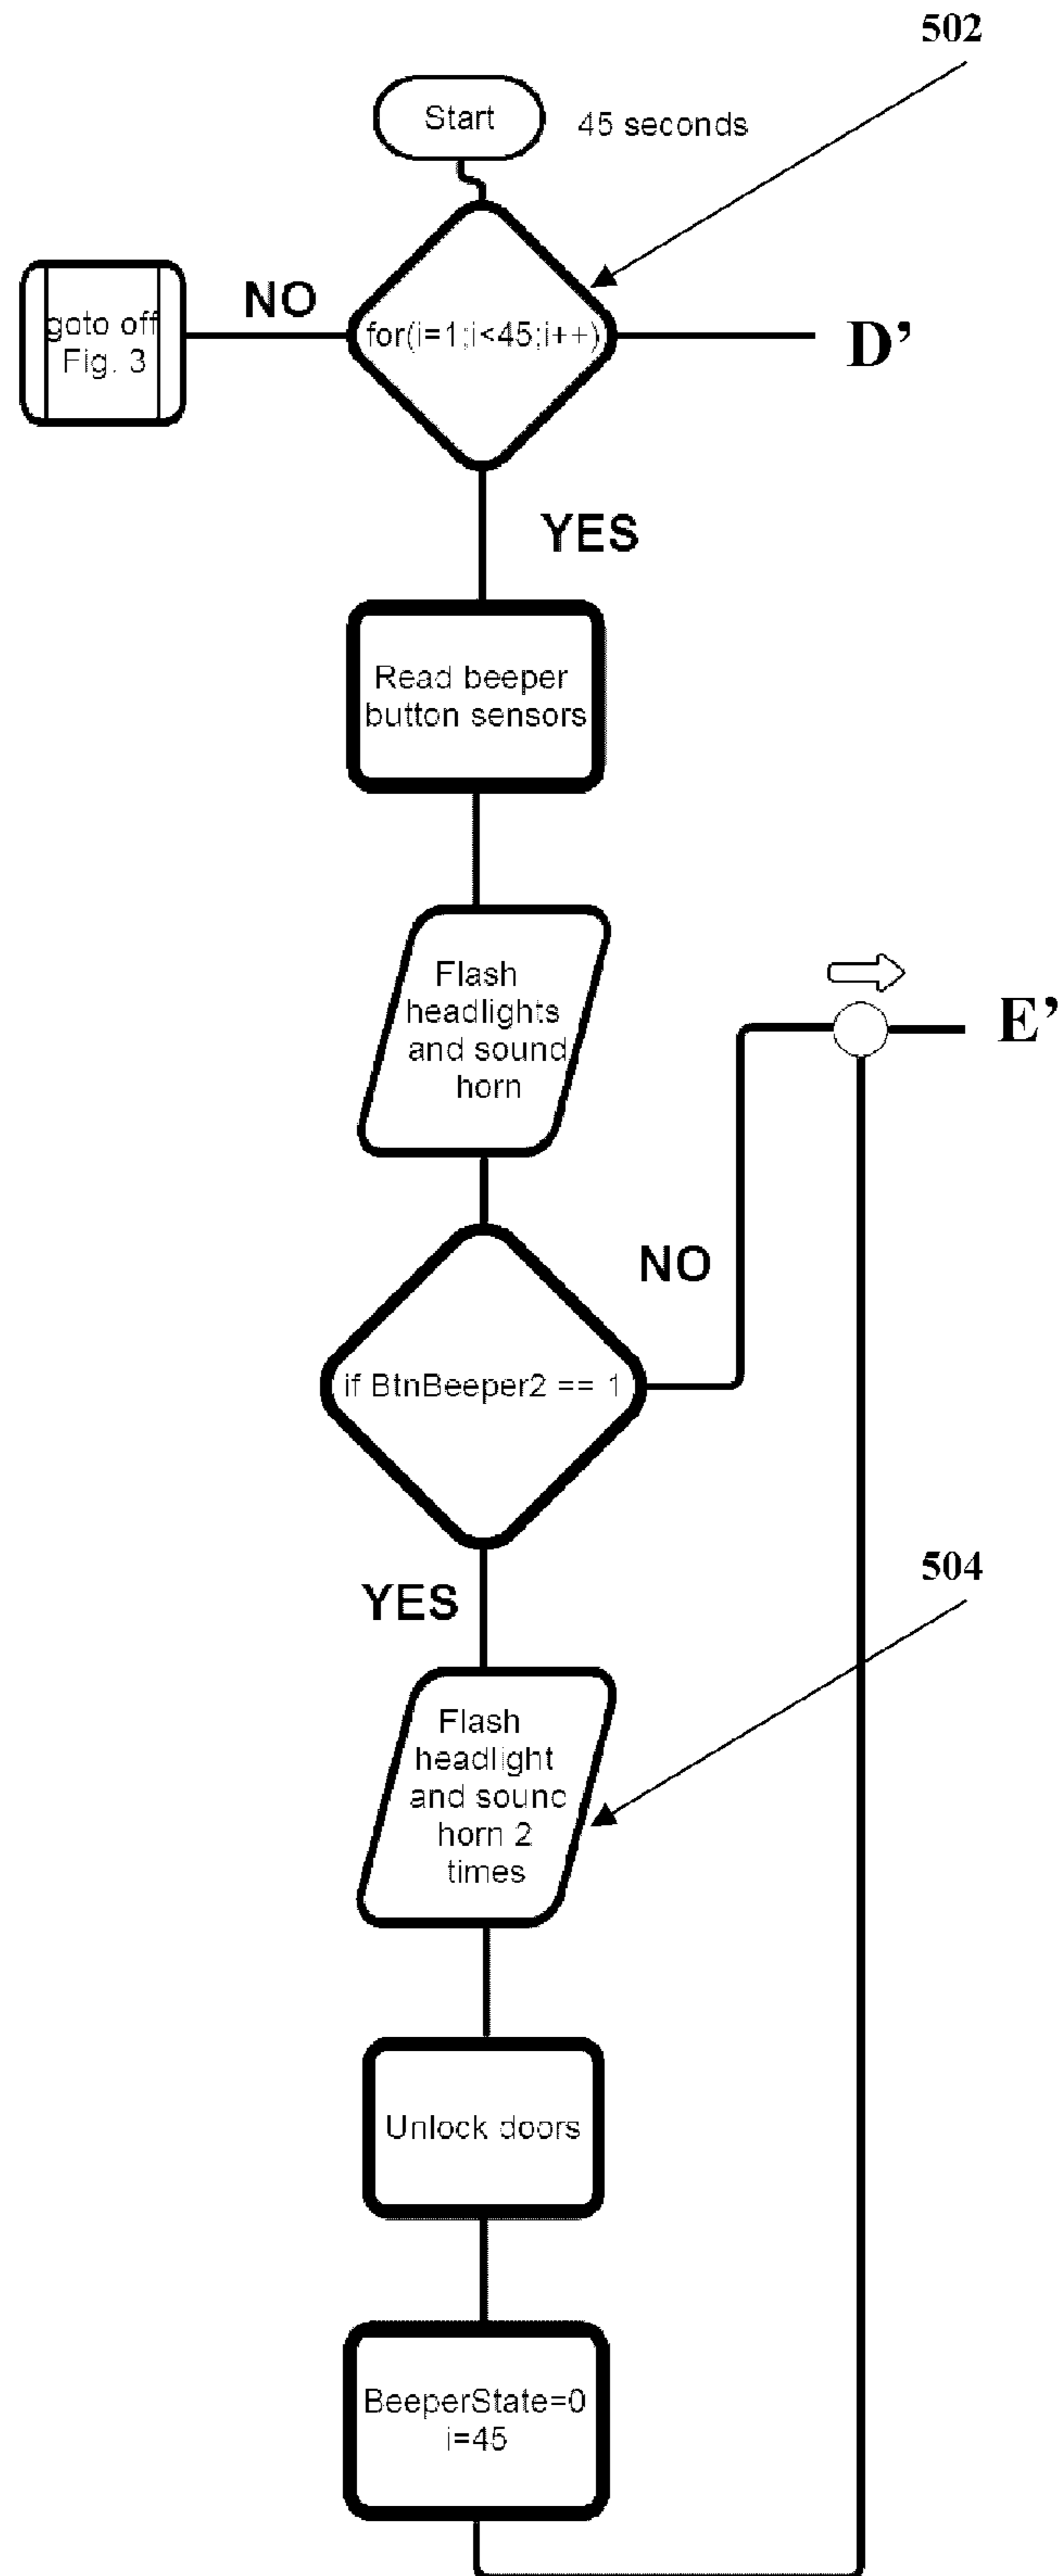 502
Start
45 seconds
NO
goto off
Fig. 3
for(i=1;i<45;i++)
D’
YES
Read beeper
button sensors
Flash
headlights
and sound
horn
E’
NO
if BtnBeeper2 == 1
504
YES
Flash
headlight
and sound
horn 2
times
Unlock doors
BeeperState=0
i=45